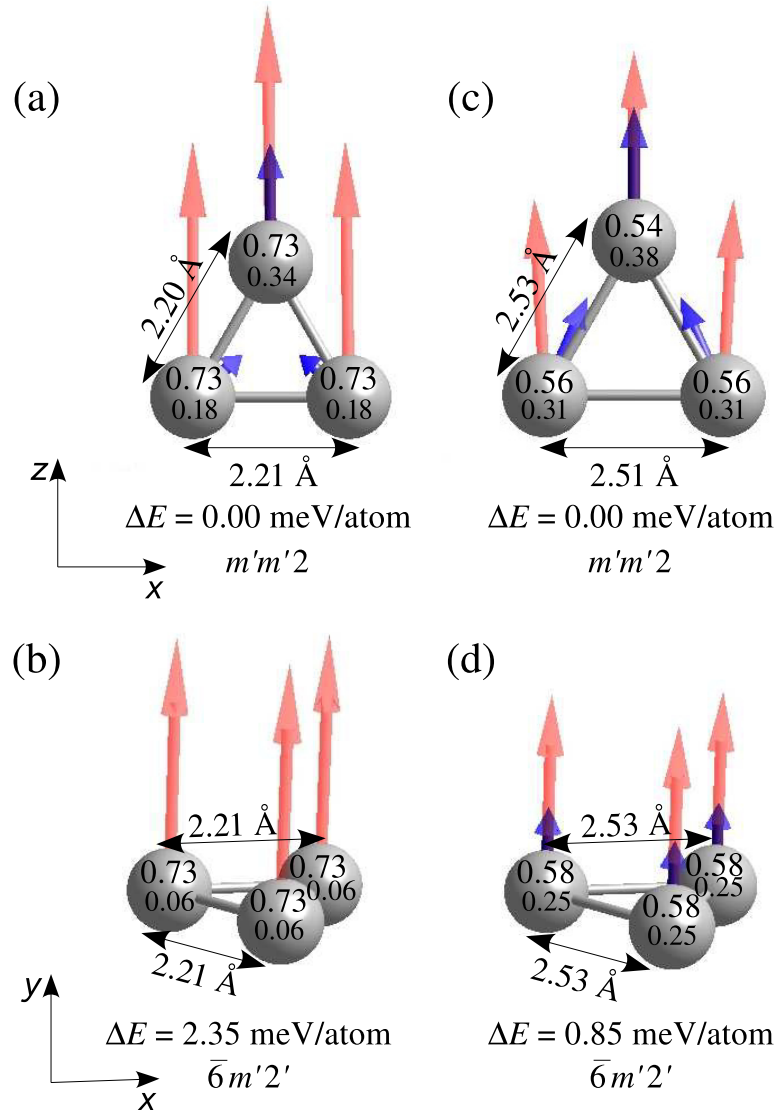 (a)
0.73
0.34
2.20 Å
0.73
0.18
0.73
0.18
2.21 Å
z
x
ΔE = 0.00 meV/atom
m'm'2
(c)
0.54
0.38
2.53 Å
0.56
0.31
0.56
0.31
2.51 Å
ΔE = 0.00 meV/atom
m'm'2
(b)
2.21 Å
0.73
0.06
0.73
0.06
0.73
0.06
2.21 Å
y
x
ΔE = 2.35 meV/atom
6̅m'2'
(d)
2.53 Å
0.58
0.25
0.58
0.25
0.58
0.25
2.53 Å
ΔE = 0.85 meV/atom
6̅m'2'